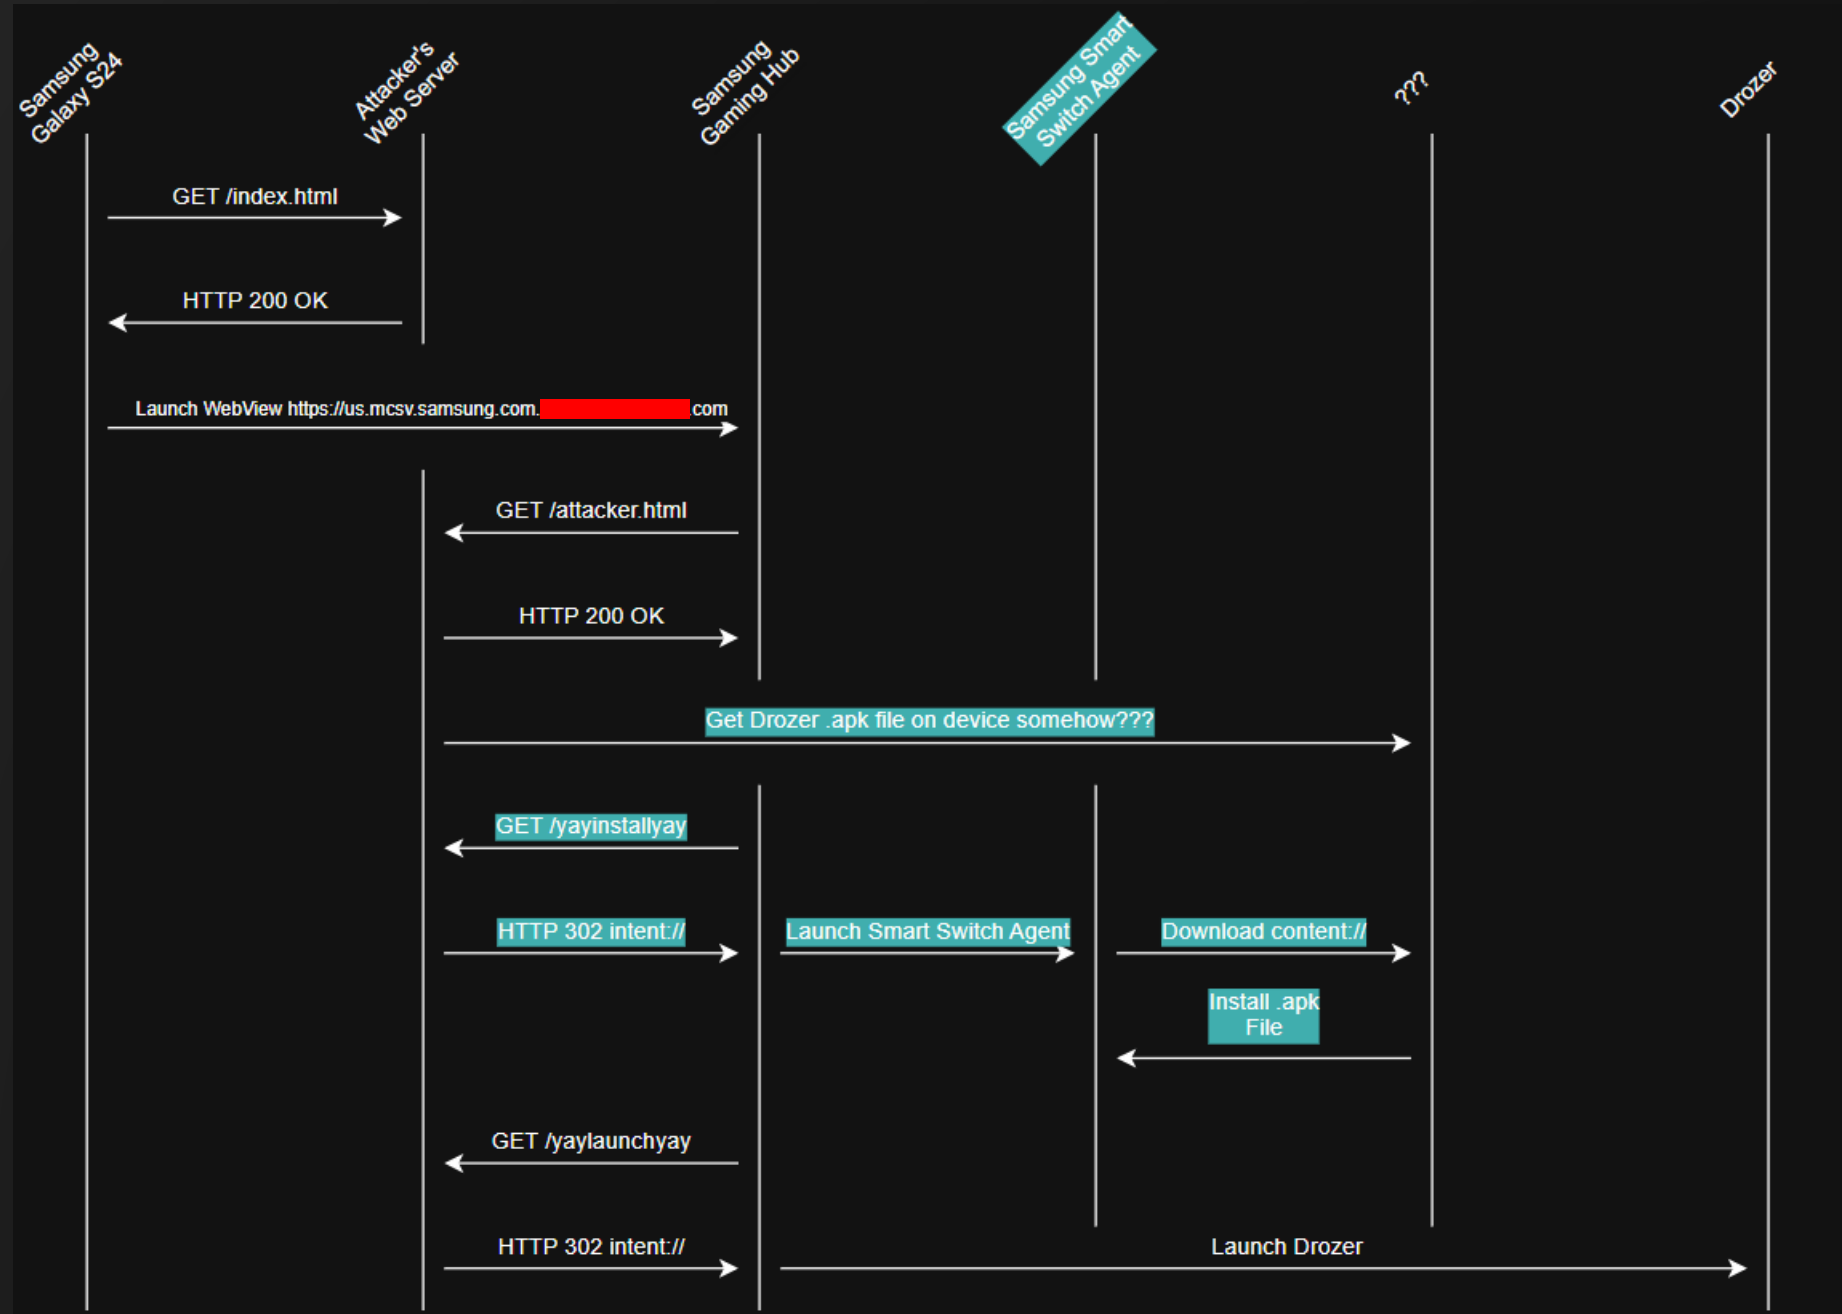 Samsung
Galaxy S24
Attacker's
Web Server
Samsung
Gaming Hub
Samsung Smart
Switch Agent
???
Drozer
GET /index.html
HTTP 200 OK
Launch WebView https://us.mcsv.samsung.com. .com
GET /attacker.html
HTTP 200 OK
Get Drozer .apk file on device somehow???
GET /yayinstallyay
HTTP 302 intent://
Launch Smart Switch Agent
Download content://
Install .apk
File
GET /yaylaunchyay
HTTP 302 intent://
Launch Drozer